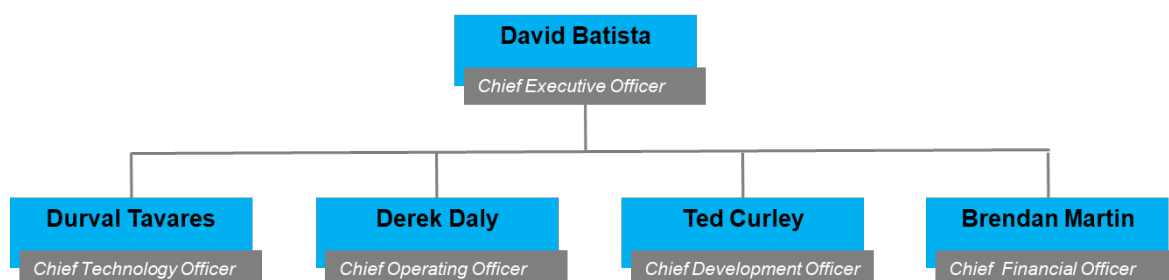 David Batista
Chief Executive Officer
Durval Tavares
Chief Technology Officer
Derek Daly
Chief Operating Officer
Ted Curley
Chief Development Officer
Brendan Martin
Chief Financial Officer